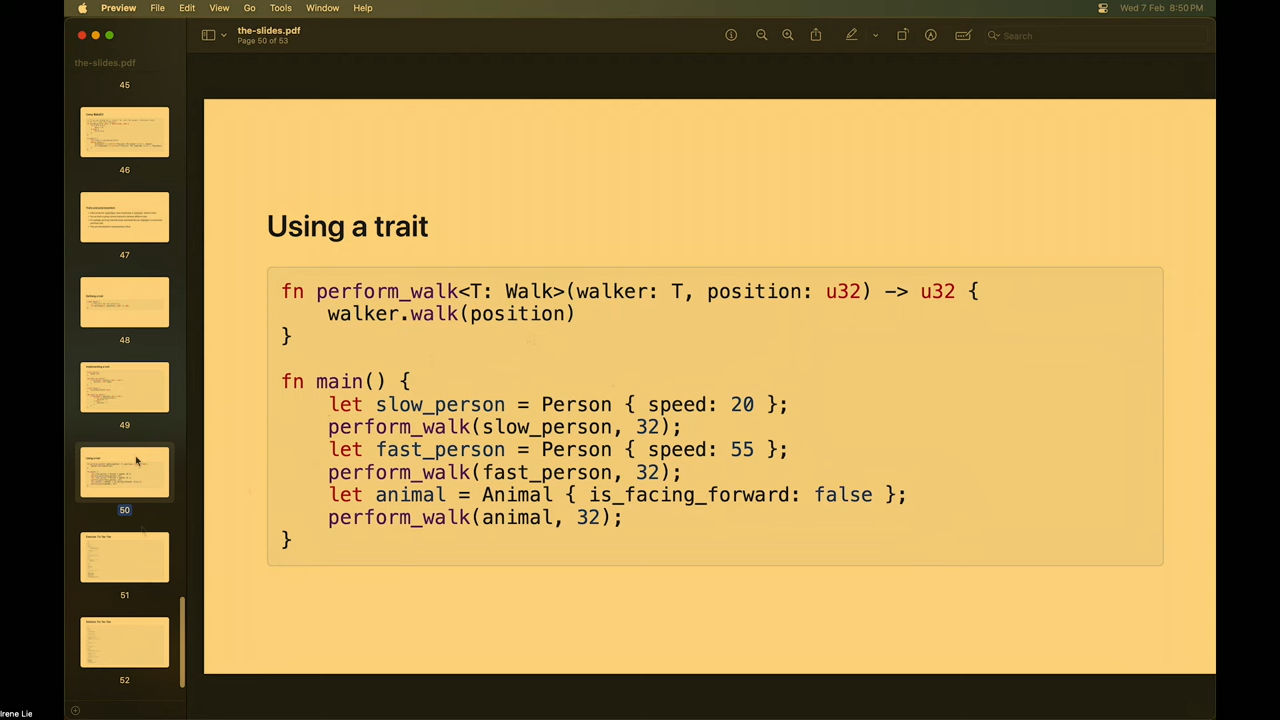 Preview File Edit View Go Tools Window Help
Wed 7 Feb 8:50 PM
the-slides.pdf
Page 50 of 53
Search
the-slides.pdf
45
46
47
48
49
50
51
52
Using a trait
fn perform_walk<T: Walk>(walker: T, position: u32) -> u32 {
    walker.walk(position)
}
fn main() {
    let slow_person = Person { speed: 20 };
    perform_walk(slow_person, 32);
    let fast_person = Person { speed: 55 };
    perform_walk(fast_person, 32);
    let animal = Animal { is_facing_forward: false };
    perform_walk(animal, 32);
}
Irene Lie